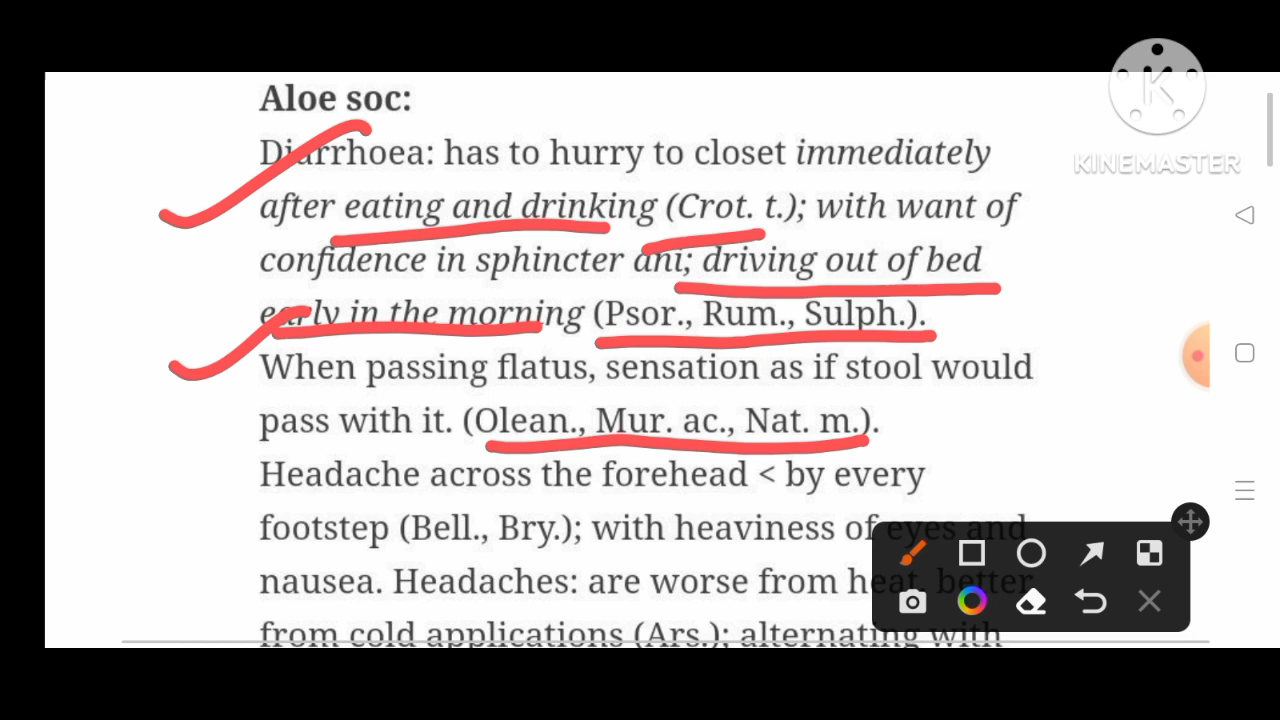 Aloe soc:
Diarrhoea: has to hurry to closet immediately
after eating and drinking (Crot. t.); with want of
confidence in sphincter ani; driving out of bed
early in the morning (Psor., Rum., Sulph.).
When passing flatus, sensation as if stool would
pass with it. (Olean., Mur. ac., Nat. m.).
Headache across the forehead < by every
footstep (Bell., Bry.); with heaviness of eyes and
nausea. Headaches: are worse from heat, better
from cold applications (Ars.); alternating with
K
KINEMASTER